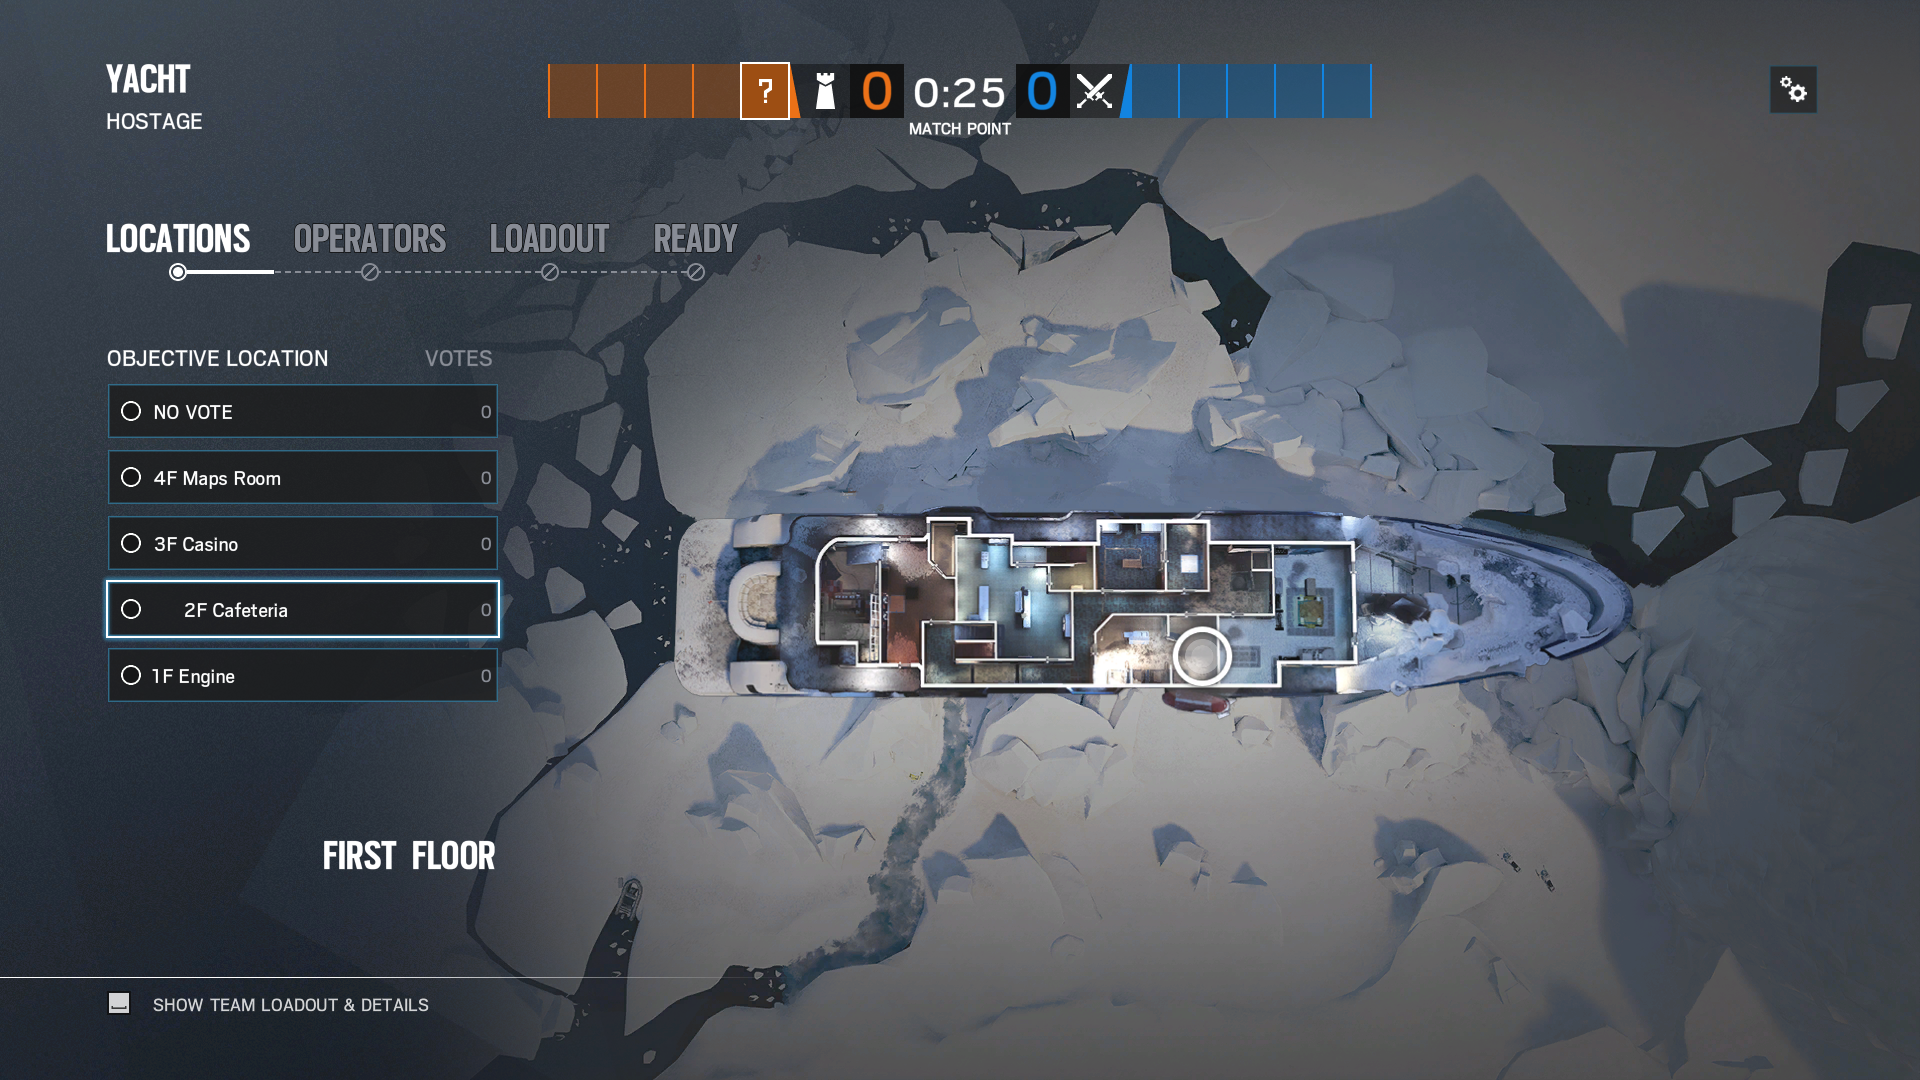 YACHT
HOSTAGE
? 0 0:25 0
MATCH POINT
LOCATIONS OPERATORS LOADOUT READY
OBJECTIVE LOCATION VOTES
NO VOTE 0
4F Maps Room 0
3F Casino 0
2F Cafeteria 0
1F Engine 0
FIRST FLOOR
SHOW TEAM LOADOUT & DETAILS